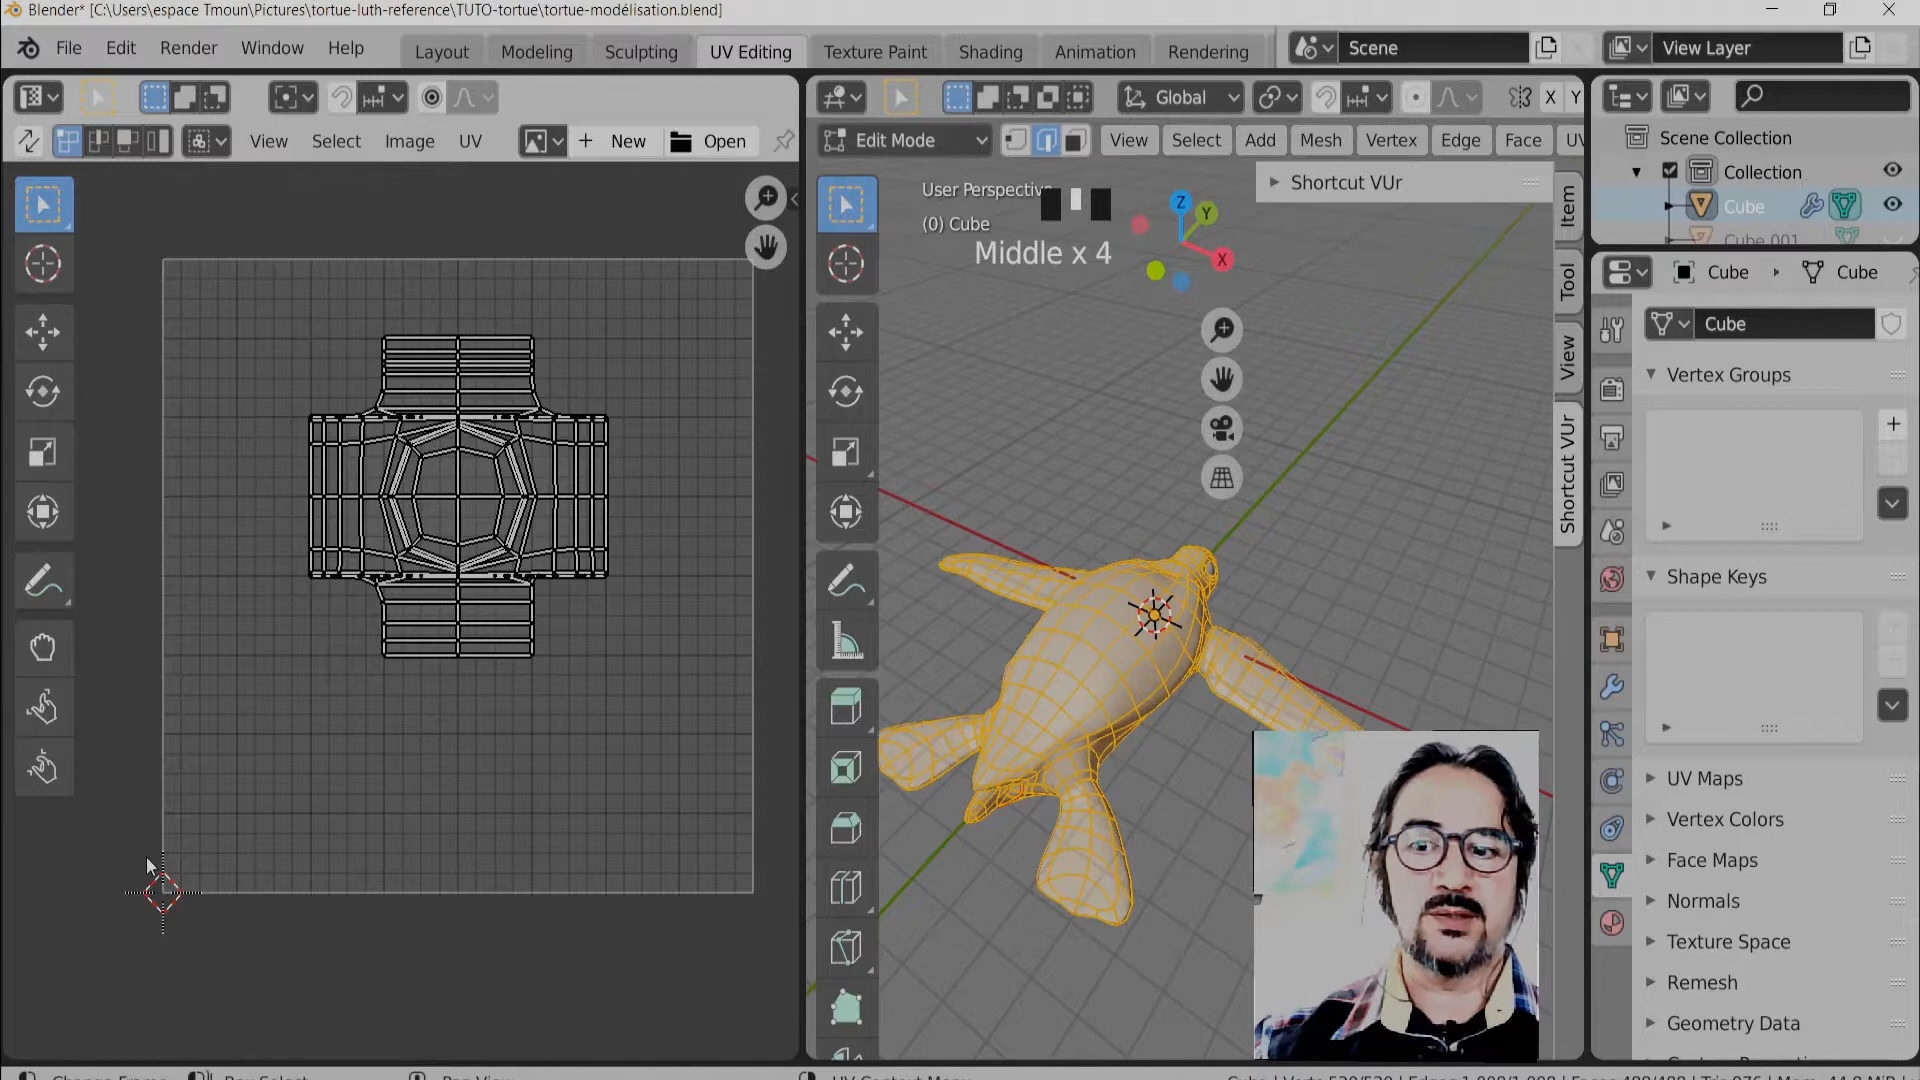 Blender* [C:\Users\espace Tmoun\Pictures\tortue-luth-reference\TUTO-tortue\tortue-modélisation.blend]
File Edit Render Window Help Layout Modeling Sculpting UV Editing Texture Paint Shading Animation Rendering Scene View Layer
Global X Y
View Select Image UV New Open Edit Mode View Select Add Mesh Vertex Edge Face UV
Scene Collection
Collection
Cube
Cube.001
User Perspective
(0) Cube
Middle x 4
Shortcut VUr
Z
Y
X
Item
Tool
View
Shortcut VUr
Cube Cube
Cube
Vertex Groups
Shape Keys
UV Maps
Vertex Colors
Face Maps
Normals
Texture Space
Remesh
Geometry Data